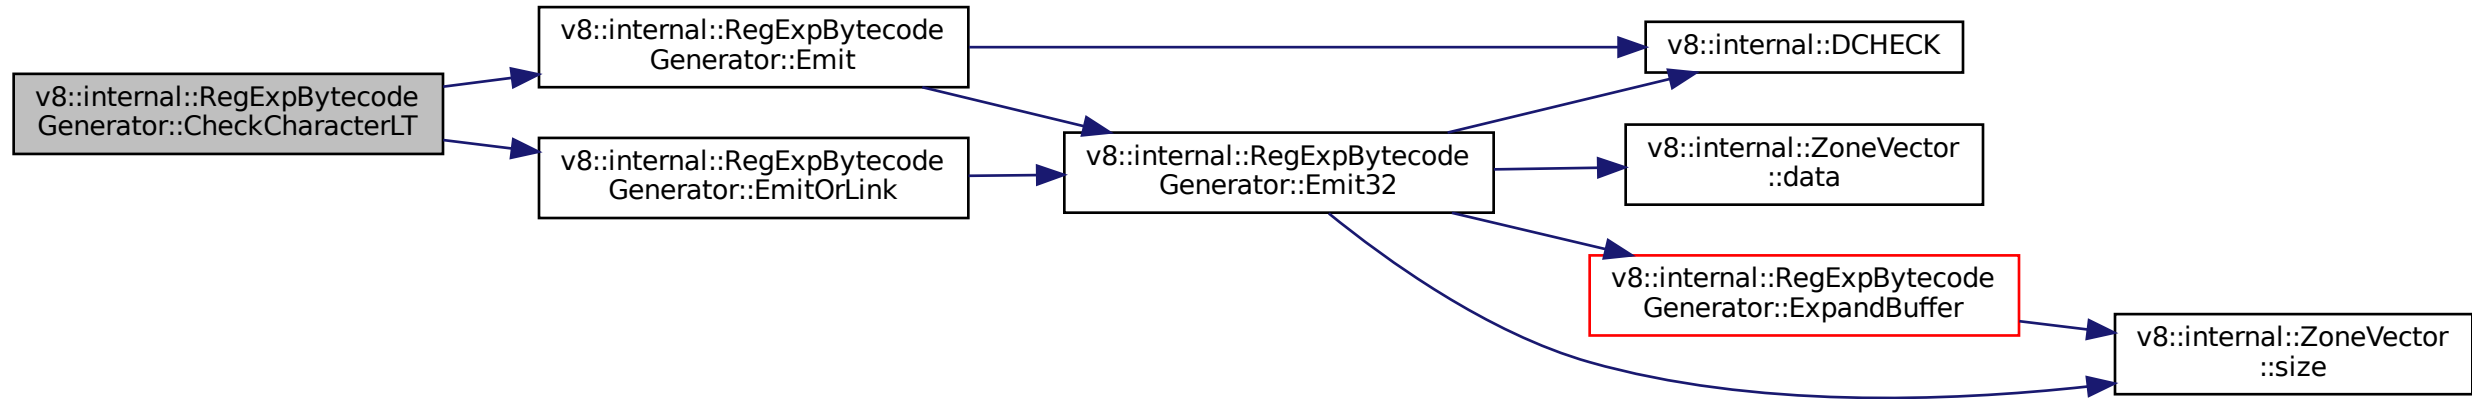 v8::internal::RegExpBytecode
Generator::CheckCharacterLT
v8::internal::RegExpBytecode
Generator::Emit
v8::internal::RegExpBytecode
Generator::EmitOrLink
v8::internal::RegExpBytecode
Generator::Emit32
v8::internal::DCHECK
v8::internal::ZoneVector
::data
v8::internal::RegExpBytecode
Generator::ExpandBuffer
v8::internal::ZoneVector
::size